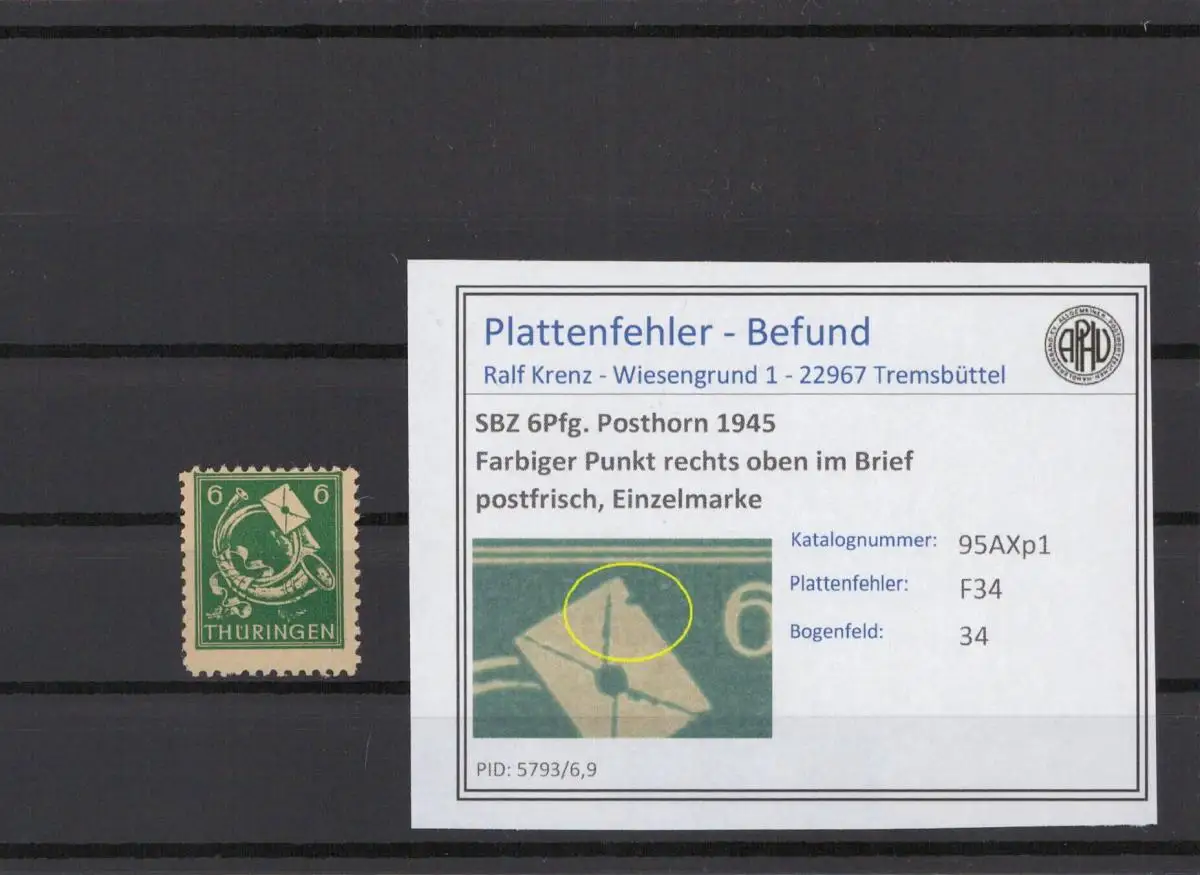 6 6
THÜRINGEN
Plattenfehler - Befund
Ralf Krenz - Wiesengrund 1 - 22967 Tremsbüttel
APHV
SBZ 6Pfg. Posthorn 1945
Farbiger Punkt rechts oben im Brief
postfrisch, Einzelmarke
6
Katalognummer: 95AXp1
Plattenfehler: F34
Bogenfeld: 34
PID: 5793/6,9